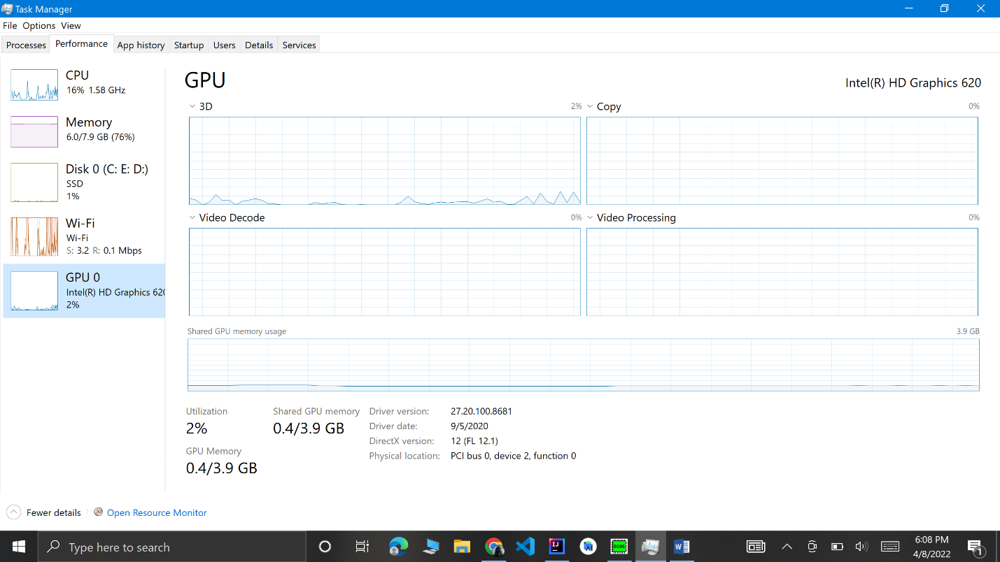 Task Manager
File Options View
Processes Performance App history Startup Users Details Services
CPU
16% 1.58 GHz
Memory
6.0/7.9 GB (76%)
Disk 0 (C: E: D:)
SSD
1%
Wi-Fi
Wi-Fi
S: 3.2 R: 0.1 Mbps
GPU 0
Intel(R) HD Graphics 620
2%
GPU
Intel(R) HD Graphics 620
3D 2%
Copy 0%
Video Decode 0%
Video Processing 0%
Shared GPU memory usage 3.9 GB
Utilization
2%
Shared GPU memory
0.4/3.9 GB
GPU Memory
0.4/3.9 GB
Driver version: 27.20.100.8681
Driver date: 9/5/2020
DirectX version: 12 (FL 12.1)
Physical location: PCI bus 0, device 2, function 0
Fewer details
Open Resource Monitor
Type here to search
IJ
8086
W
6:08 PM
4/8/2022
1